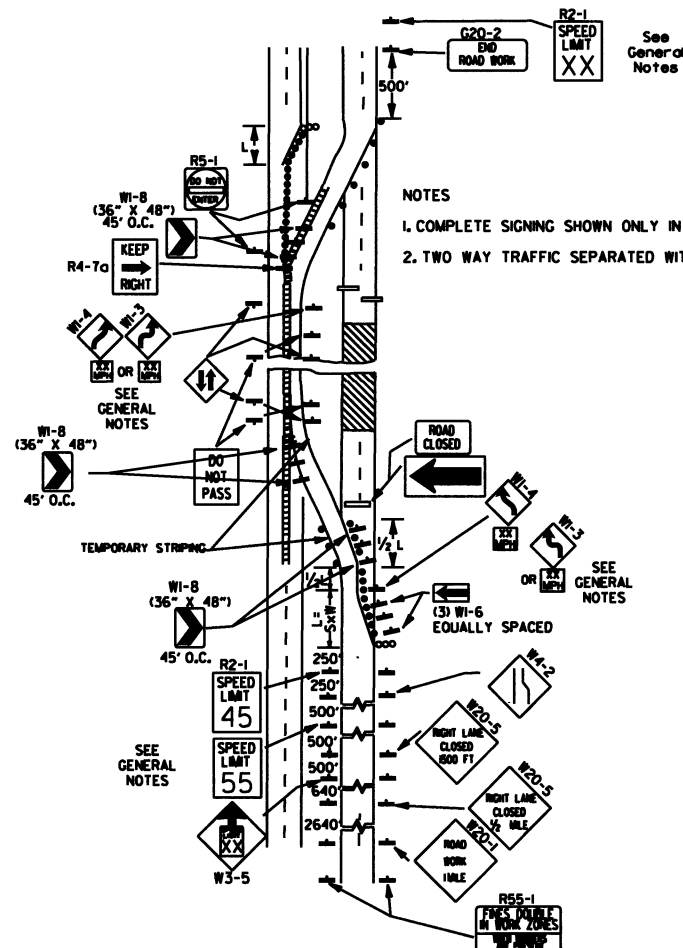 R2-1
SPEED
LIMIT
XX
See
General
Notes
G20-2
END
ROAD WORK
500'
L
R5-1
DO NOT
ENTER
W1-8
(36" X 48")
45' O.C.
KEEP
RIGHT
R4-7a
NOTES
1. COMPLETE SIGNING SHOWN ONLY IN
2. TWO WAY TRAFFIC SEPARATED WIT
W1-4
W1-3
XX
MPH
OR
XX
MPH
SEE
GENERAL
NOTES
W1-8
(36" X 48")
45' O.C.
DO
NOT
PASS
ROAD
CLOSED
W1-4
XX
MPH
W1-3
OR
XX
MPH
SEE
GENERAL
NOTES
TEMPORARY STRIPING
1/2 L
1/2 L
L=
SxW
(3) W1-6
EQUALLY SPACED
W1-8
(36" X 48")
45' O.C.
R2-1
SPEED
LIMIT
45
250'
250'
500'
500'
500'
640'
2640'
W4-2
SEE
GENERAL
NOTES
SPEED
LIMIT
55
W20-5
RIGHT LANE
CLOSED
1500 FT
XX
W3-5
W20-5
RIGHT LANE
CLOSED
1/2 MILE
W20-1
ROAD
WORK
1 MILE
R55-1
FINES DOUBLE
IN WORK ZONES